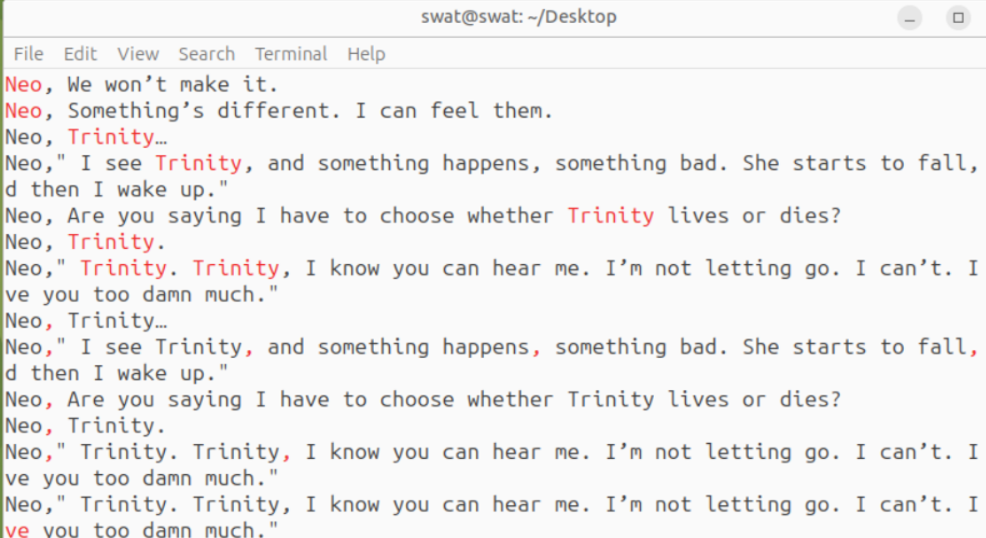 swat@swat: ~/Desktop
File Edit View Search Terminal Help
Neo, We won’t make it.
Neo, Something’s different. I can feel them.
Neo, Trinity…
Neo," I see Trinity, and something happens, something bad. She starts to fall,
d then I wake up."
Neo, Are you saying I have to choose whether Trinity lives or dies?
Neo, Trinity.
Neo," Trinity. Trinity, I know you can hear me. I’m not letting go. I can’t. I
ve you too damn much."
Neo, Trinity…
Neo," I see Trinity, and something happens, something bad. She starts to fall,
d then I wake up."
Neo, Are you saying I have to choose whether Trinity lives or dies?
Neo, Trinity.
Neo," Trinity. Trinity, I know you can hear me. I’m not letting go. I can’t. I
ve you too damn much."
Neo," Trinity. Trinity, I know you can hear me. I’m not letting go. I can’t. I
ve you too damn much."